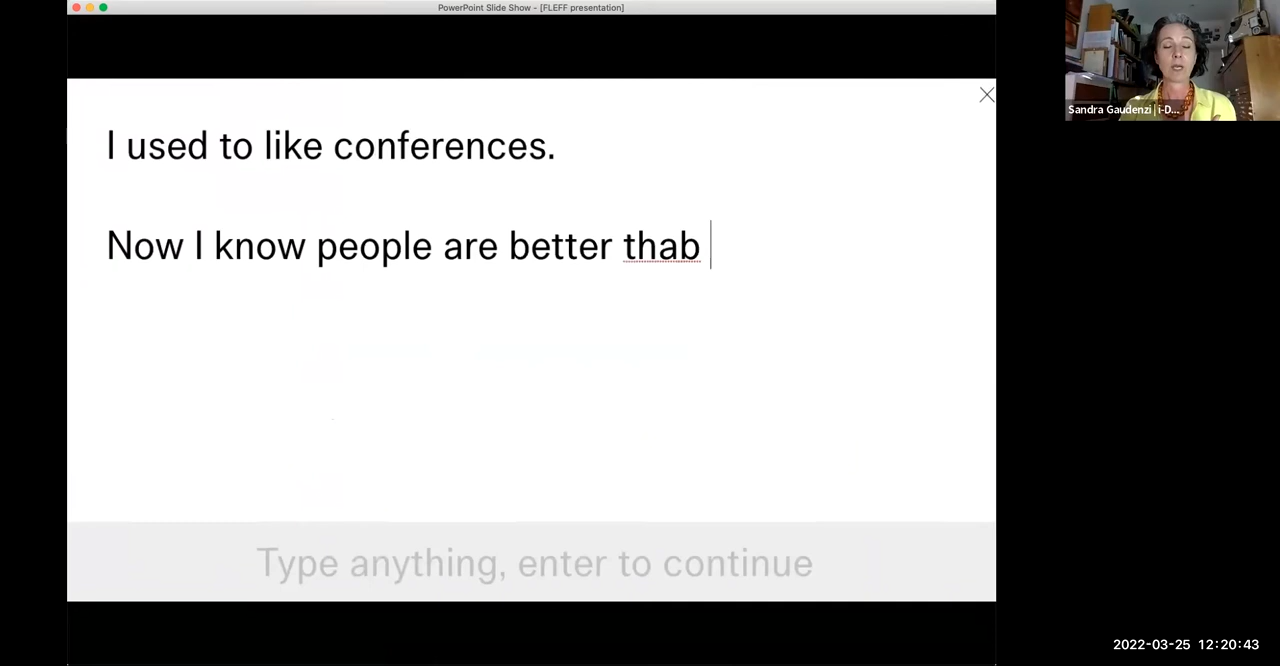 PowerPoint Slide Show - [FLEFF presentation]
I used to like conferences.
Now I know people are better thab
Type anything, enter to continue
Sandra Gaudenzi | i-D...
2022-03-25 12:20:43